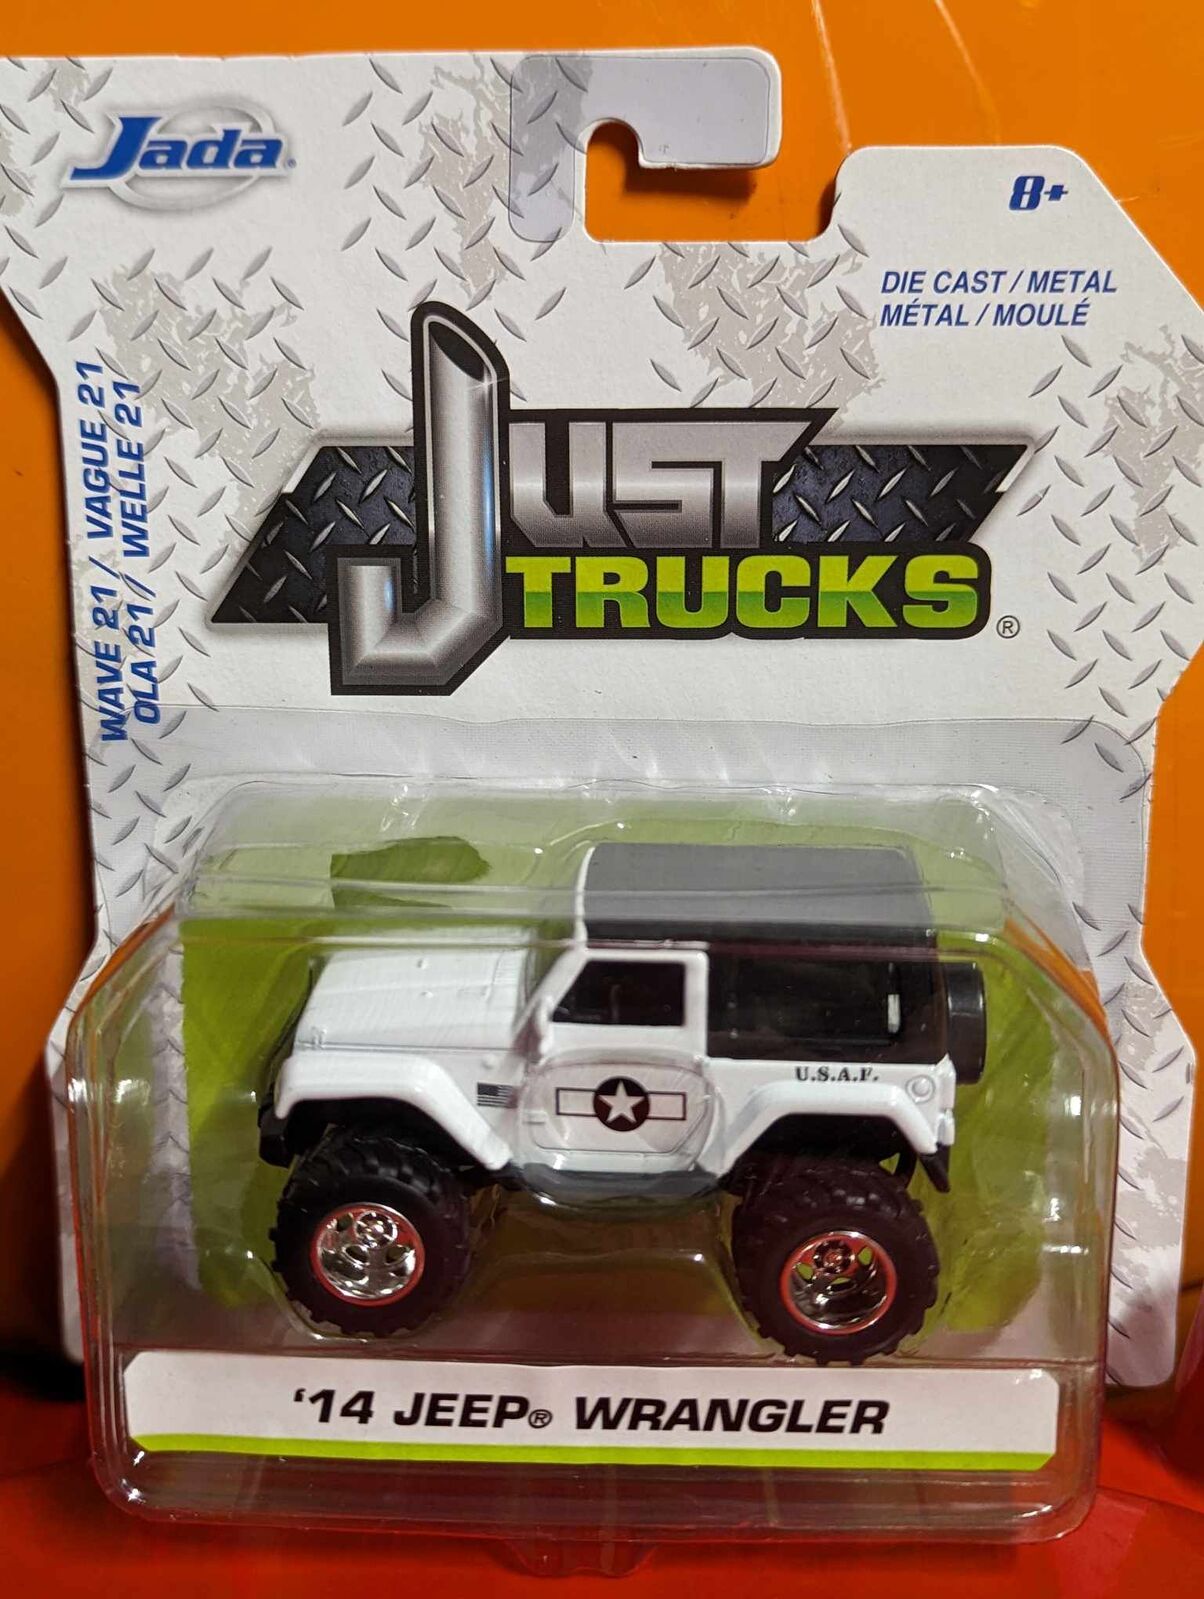 Jada®
8+
DIE CAST / METAL
MÉTAL / MOULÉ
WAVE 21 / VAGUE 21
OLA 21 / WELLE 21
JUST
TRUCKS®
U.S.A.F.
'14 JEEP® WRANGLER